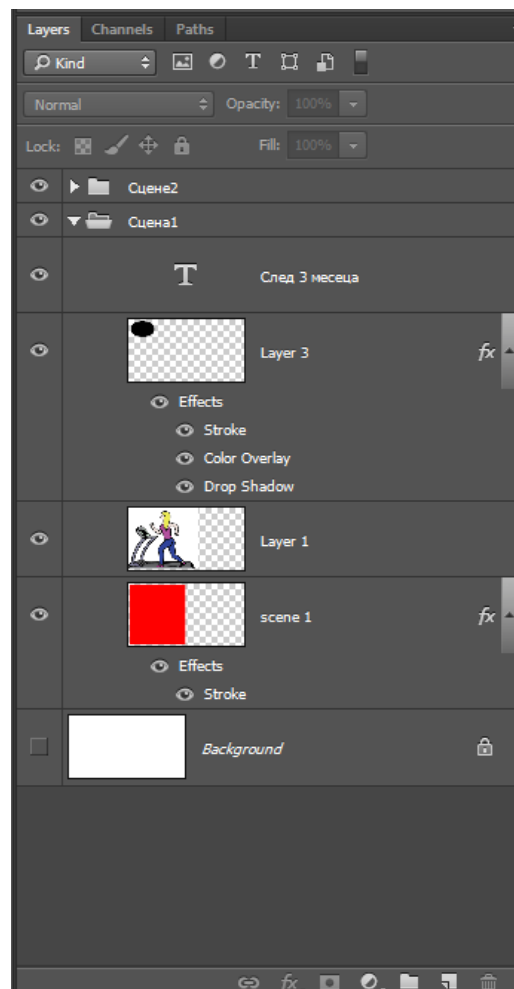 Layers Channels Paths
Kind T
Normal Opacity: 100%
Lock: Fill: 100%
Сцене2
Сцена1
T След 3 месеца
Layer 3 fx
Effects
Stroke
Color Overlay
Drop Shadow
Layer 1
scene 1 fx
Effects
Stroke
Background
fx